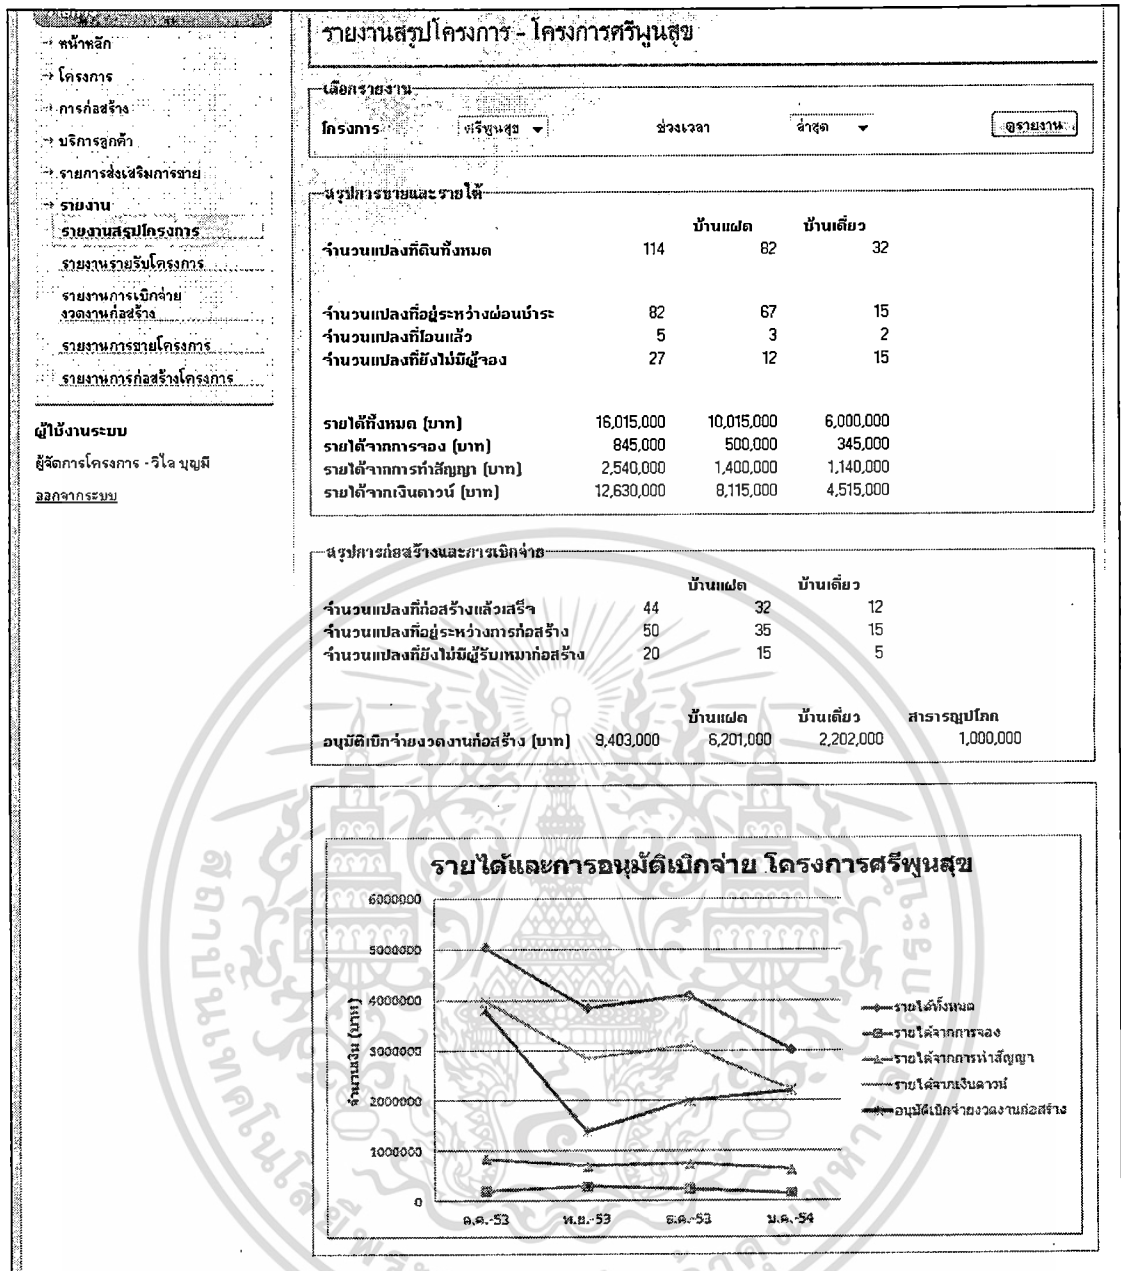 หน้าหลัก
โครงการ
การก่อสร้าง
บริการลูกค้า
รายการส่งเสริมการขาย
รายงาน
รายงานสรุปโครงการ
รายงานรายรับโครงการ
รายงานการเบิกจ่าย
งวดงานก่อสร้าง
รายงานการขายโครงการ
รายงานการก่อสร้างโครงการ
ผู้ใช้งานระบบ
ผู้จัดการโครงการ - วิไล บุญมี
ออกจากระบบ
รายงานสรุปโครงการ - โครงการศรีพูนสุข
เลือกรายงาน
โครงการ ศรีพูนสุข ช่วงเวลา ล่าสุด ดูรายงาน
สรุปการขายและรายได้
บ้านแฝด บ้านเดี่ยว
จำนวนแปลงที่ดินทั้งหมด 114 82 32
จำนวนแปลงที่อยู่ระหว่างผ่อนชำระ 82 67 15
จำนวนแปลงที่โอนแล้ว 5 3 2
จำนวนแปลงที่ยังไม่มีผู้จอง 27 12 15
รายได้ทั้งหมด (บาท) 16,015,000 10,015,000 6,000,000
รายได้จากการจอง (บาท) 845,000 500,000 345,000
รายได้จากการทำสัญญา (บาท) 2,540,000 1,400,000 1,140,000
รายได้จากเงินดาวน์ (บาท) 12,630,000 8,115,000 4,515,000
สรุปการก่อสร้างและการเบิกจ่าย
บ้านแฝด บ้านเดี่ยว
จำนวนแปลงที่ก่อสร้างแล้วเสร็จ 44 32 12
จำนวนแปลงที่อยู่ระหว่างการก่อสร้าง 50 35 15
จำนวนแปลงที่ยังไม่มีผู้รับเหมาก่อสร้าง 20 15 5
บ้านแฝด บ้านเดี่ยว สาธารณูปโภค
อนุมัติเบิกจ่ายงวดงานก่อสร้าง (บาท) 9,403,000 6,201,000 2,202,000 1,000,000
รายได้และการอนุมัติเบิกจ่าย โครงการศรีพูนสุข
จำนวนเงิน (บาท)
6000000
5000000
4000000
3000000
2000000
1000000
0
ต.ค.-53 พ.ย.-53 ธ.ค.-53 ม.ค.-54
รายได้ทั้งหมด
รายได้จากการจอง
รายได้จากการทำสัญญา
รายได้จากเงินดาวน์
อนุมัติเบิกจ่ายงวดงานก่อสร้าง